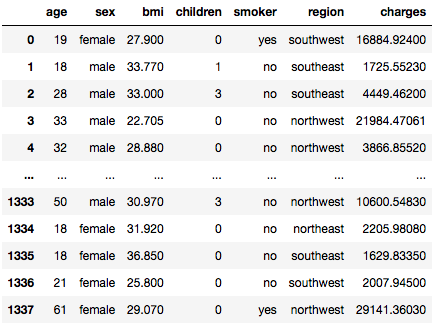 age sex bmi children smoker region charges
0 19 female 27.900 0 yes southwest 16884.92400
1 18 male 33.770 1 no southeast 1725.55230
2 28 male 33.000 3 no southeast 4449.46200
3 33 male 22.705 0 no northwest 21984.47061
4 32 male 28.880 0 no northwest 3866.85520
... ... ... ... ... ... ... ...
1333 50 male 30.970 3 no northwest 10600.54830
1334 18 female 31.920 0 no northeast 2205.98080
1335 18 female 36.850 0 no southeast 1629.83350
1336 21 female 25.800 0 no southwest 2007.94500
1337 61 female 29.070 0 yes northwest 29141.36030